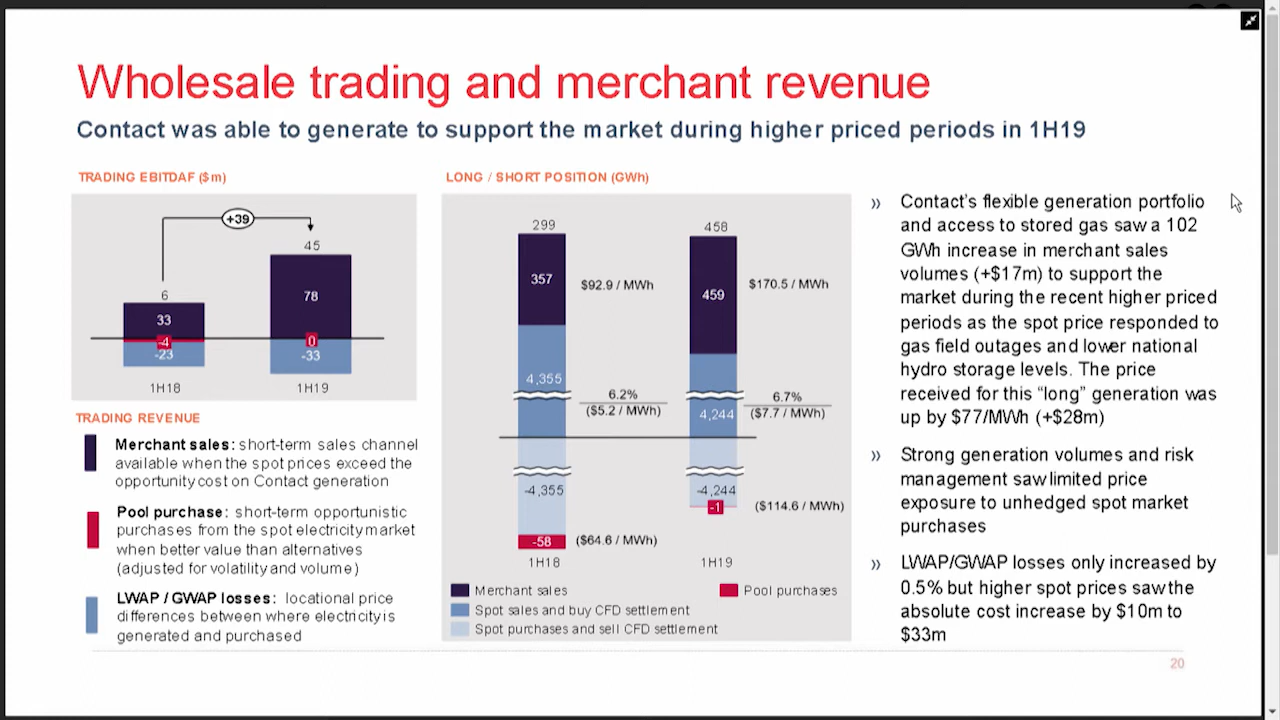 Wholesale trading and merchant revenue
Contact was able to generate to support the market during higher priced periods in 1H19
TRADING EBITDAF ($m)
+39
45
6
78
33
-4
0
-23
-33
1H18
1H19
TRADING REVENUE
Merchant sales: short-term sales channel
available when the spot prices exceed the
opportunity cost on Contact generation
Pool purchase: short-term opportunistic
purchases from the spot electricity market
when better value than alternatives
(adjusted for volatility and volume)
LWAP / GWAP losses: locational price
differences between where electricity is
generated and purchased
LONG / SHORT POSITION (GWh)
299
458
357
$92.9 / MWh
459
$170.5 / MWh
4,355
6.2%
($5.2 / MWh)
4,244
6.7%
($7.7 / MWh)
-4,355
-4,244
-1
($114.6 / MWh)
-58
($64.6 / MWh)
1H18
1H19
Merchant sales
Pool purchases
Spot sales and buy CFD settlement
Spot purchases and sell CFD settlement
» Contact's flexible generation portfolio
and access to stored gas saw a 102
GWh increase in merchant sales
volumes (+$17m) to support the
market during the recent higher priced
periods as the spot price responded to
gas field outages and lower national
hydro storage levels. The price
received for this “long” generation was
up by $77/MWh (+$28m)
» Strong generation volumes and risk
management saw limited price
exposure to unhedged spot market
purchases
» LWAP/GWAP losses only increased by
0.5% but higher spot prices saw the
absolute cost increase by $10m to
$33m
20